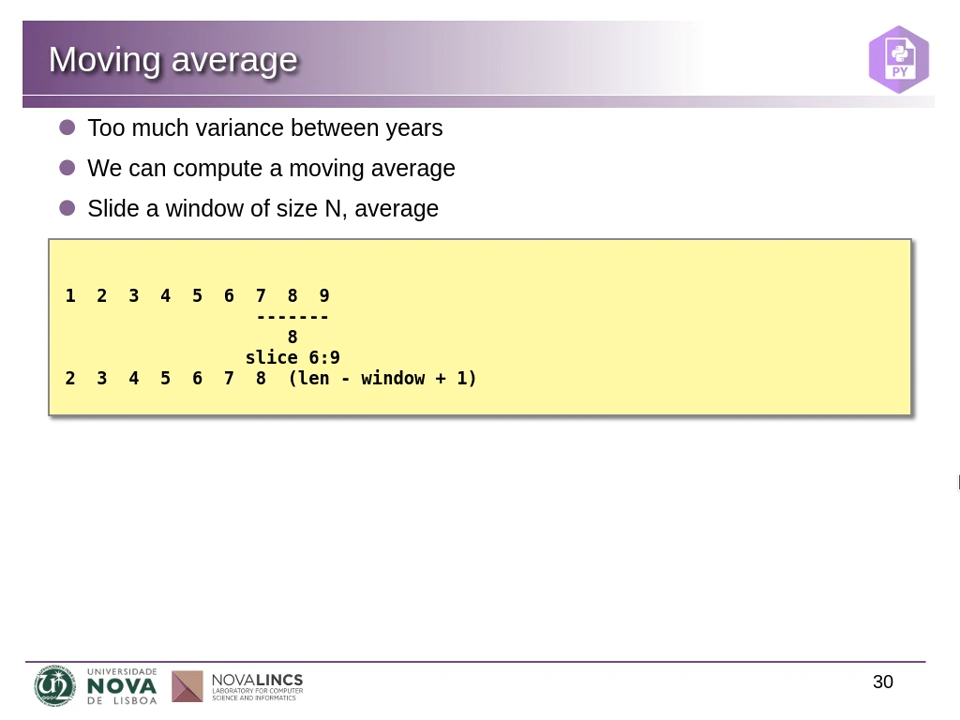 Moving average
PY
Too much variance between years
We can compute a moving average
Slide a window of size N, average
1  2  3  4  5  6  7  8  9
-------
8
slice 6:9
2  3  4  5  6  7  8  (len - window + 1)
UNIVERSIDADE
NOVA
DE LISBOA
NOVALINCS
LABORATORY FOR COMPUTER
SCIENCE AND INFORMATICS
30